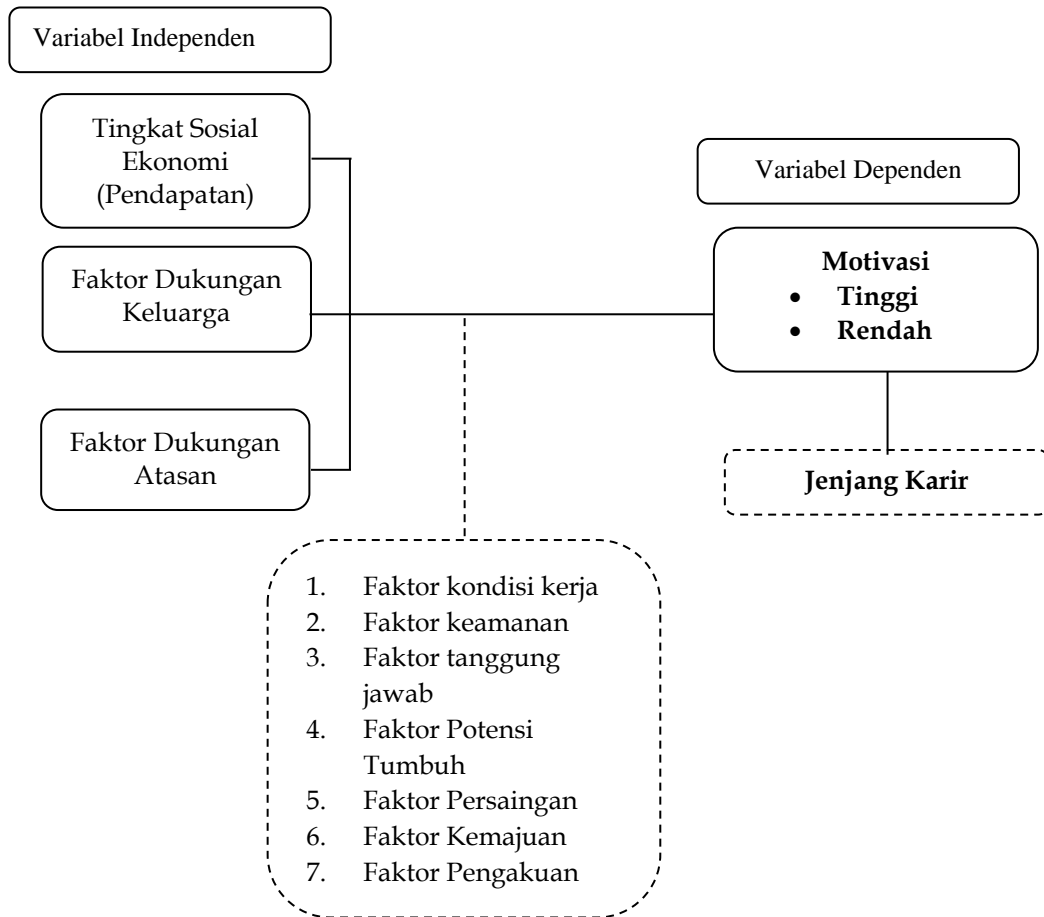 Variabel Independen
Tingkat Sosial
Ekonomi
(Pendapatan)
Variabel Dependen
Faktor Dukungan
Keluarga
Motivasi
• Tinggi
• Rendah
Faktor Dukungan
Atasan
Jenjang Karir
1. Faktor kondisi kerja
2. Faktor keamanan
3. Faktor tanggung
jawab
4. Faktor Potensi
Tumbuh
5. Faktor Persaingan
6. Faktor Kemajuan
7. Faktor Pengakuan